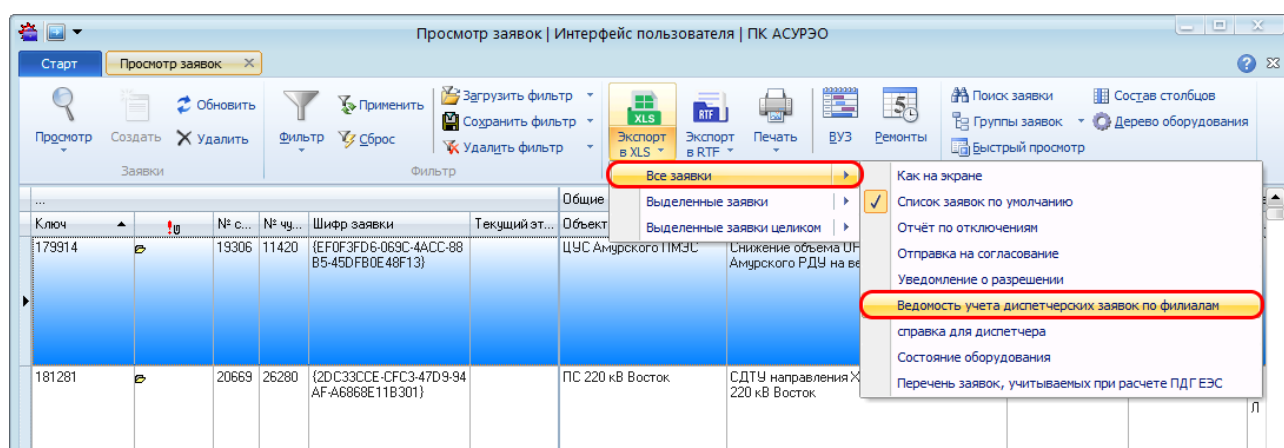 Просмотр заявок | Интерфейс пользователя | ПК АСУРЭО
Старт
Просмотр заявок
Просмотр
Создать
Обновить
Удалить
Заявки
Фильтр
Применить
Сброс
Загрузить фильтр
Сохранить фильтр
Удалить фильтр
Фильтр
XLS
Экспорт
в XLS
RTF
Экспорт
в RTF
Печать
ВУЗ
5
Ремонты
Поиск заявки
Группы заявок
Быстрый просмотр
Состав столбцов
Дерево оборудования
Все заявки
Выделенные заявки
Выделенные заявки целиком
Как на экране
Список заявок по умолчанию
Отчёт по отключениям
Отправка на согласование
Уведомление о разрешении
Ведомость учета диспетчерских заявок по филиалам
справка для диспетчера
Состояние оборудования
Перечень заявок, учитываемых при расчете ПДГ ЕЭС
...
Общие
Ключ
№ с...
№ чу...
Шифр заявки
Текущий эт...
Объект
179914
19306
11420
{EF0F3FD6-069C-4ACC-88
B5-45DFB0E48F13}
ЦУС Амурского ПМЭС
Снижение объема
Амурского РДУ на ве
181281
20669
26280
{2DC33CCE-CFC3-47D9-94
AF-A6868E11B301}
ПС 220 кВ Восток
СДТУ направления Х
220 кВ Восток
Л